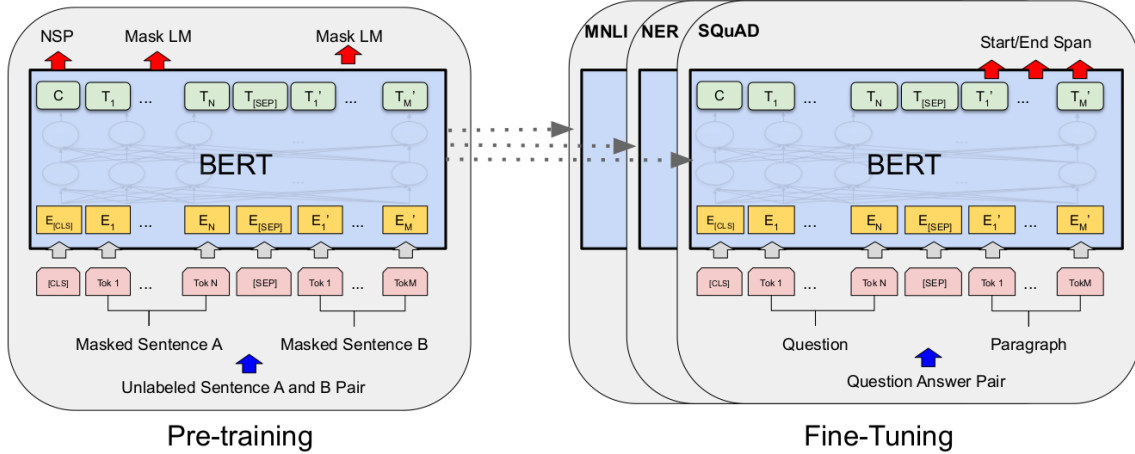 NSP Mask LM Mask LM
C T1 ... TN T[SEP] T1' ... TM'
BERT
E[CLS] E1 ... EN E[SEP] E1' ... EM'
[CLS] Tok 1 ... Tok N [SEP] Tok 1 ... TokM
Masked Sentence A Masked Sentence B
Unlabeled Sentence A and B Pair
Pre-training
MNLI NER SQuAD
Start/End Span
C T1 ... TN T[SEP] T1' ... TM'
BERT
E[CLS] E1 ... EN E[SEP] E1' ... EM'
[CLS] Tok 1 ... Tok N [SEP] Tok 1 ... TokM
Question Paragraph
Question Answer Pair
Fine-Tuning